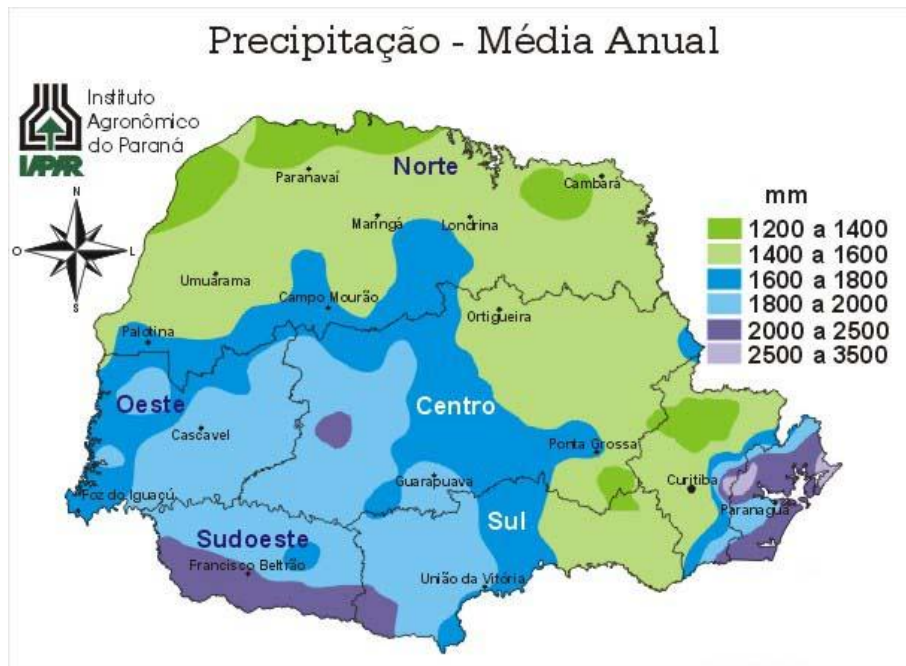 Precipitação - Média Anual
Instituto
Agronômico
do Paraná
IAPAR
N
O
L
S
Norte
Paranavaí
Cambará
Maringá
Londrina
Umuárama
Campo Mourão
Ortigueira
Palotina
Oeste
Centro
Cascavel
Ponta Grossa
Guarapuava
Curitiba
Foz do Iguaçú
Paranaguá
Sul
Sudoeste
Francisco Beltrão
União da Vitória
mm
1200 a 1400
1400 a 1600
1600 a 1800
1800 a 2000
2000 a 2500
2500 a 3500